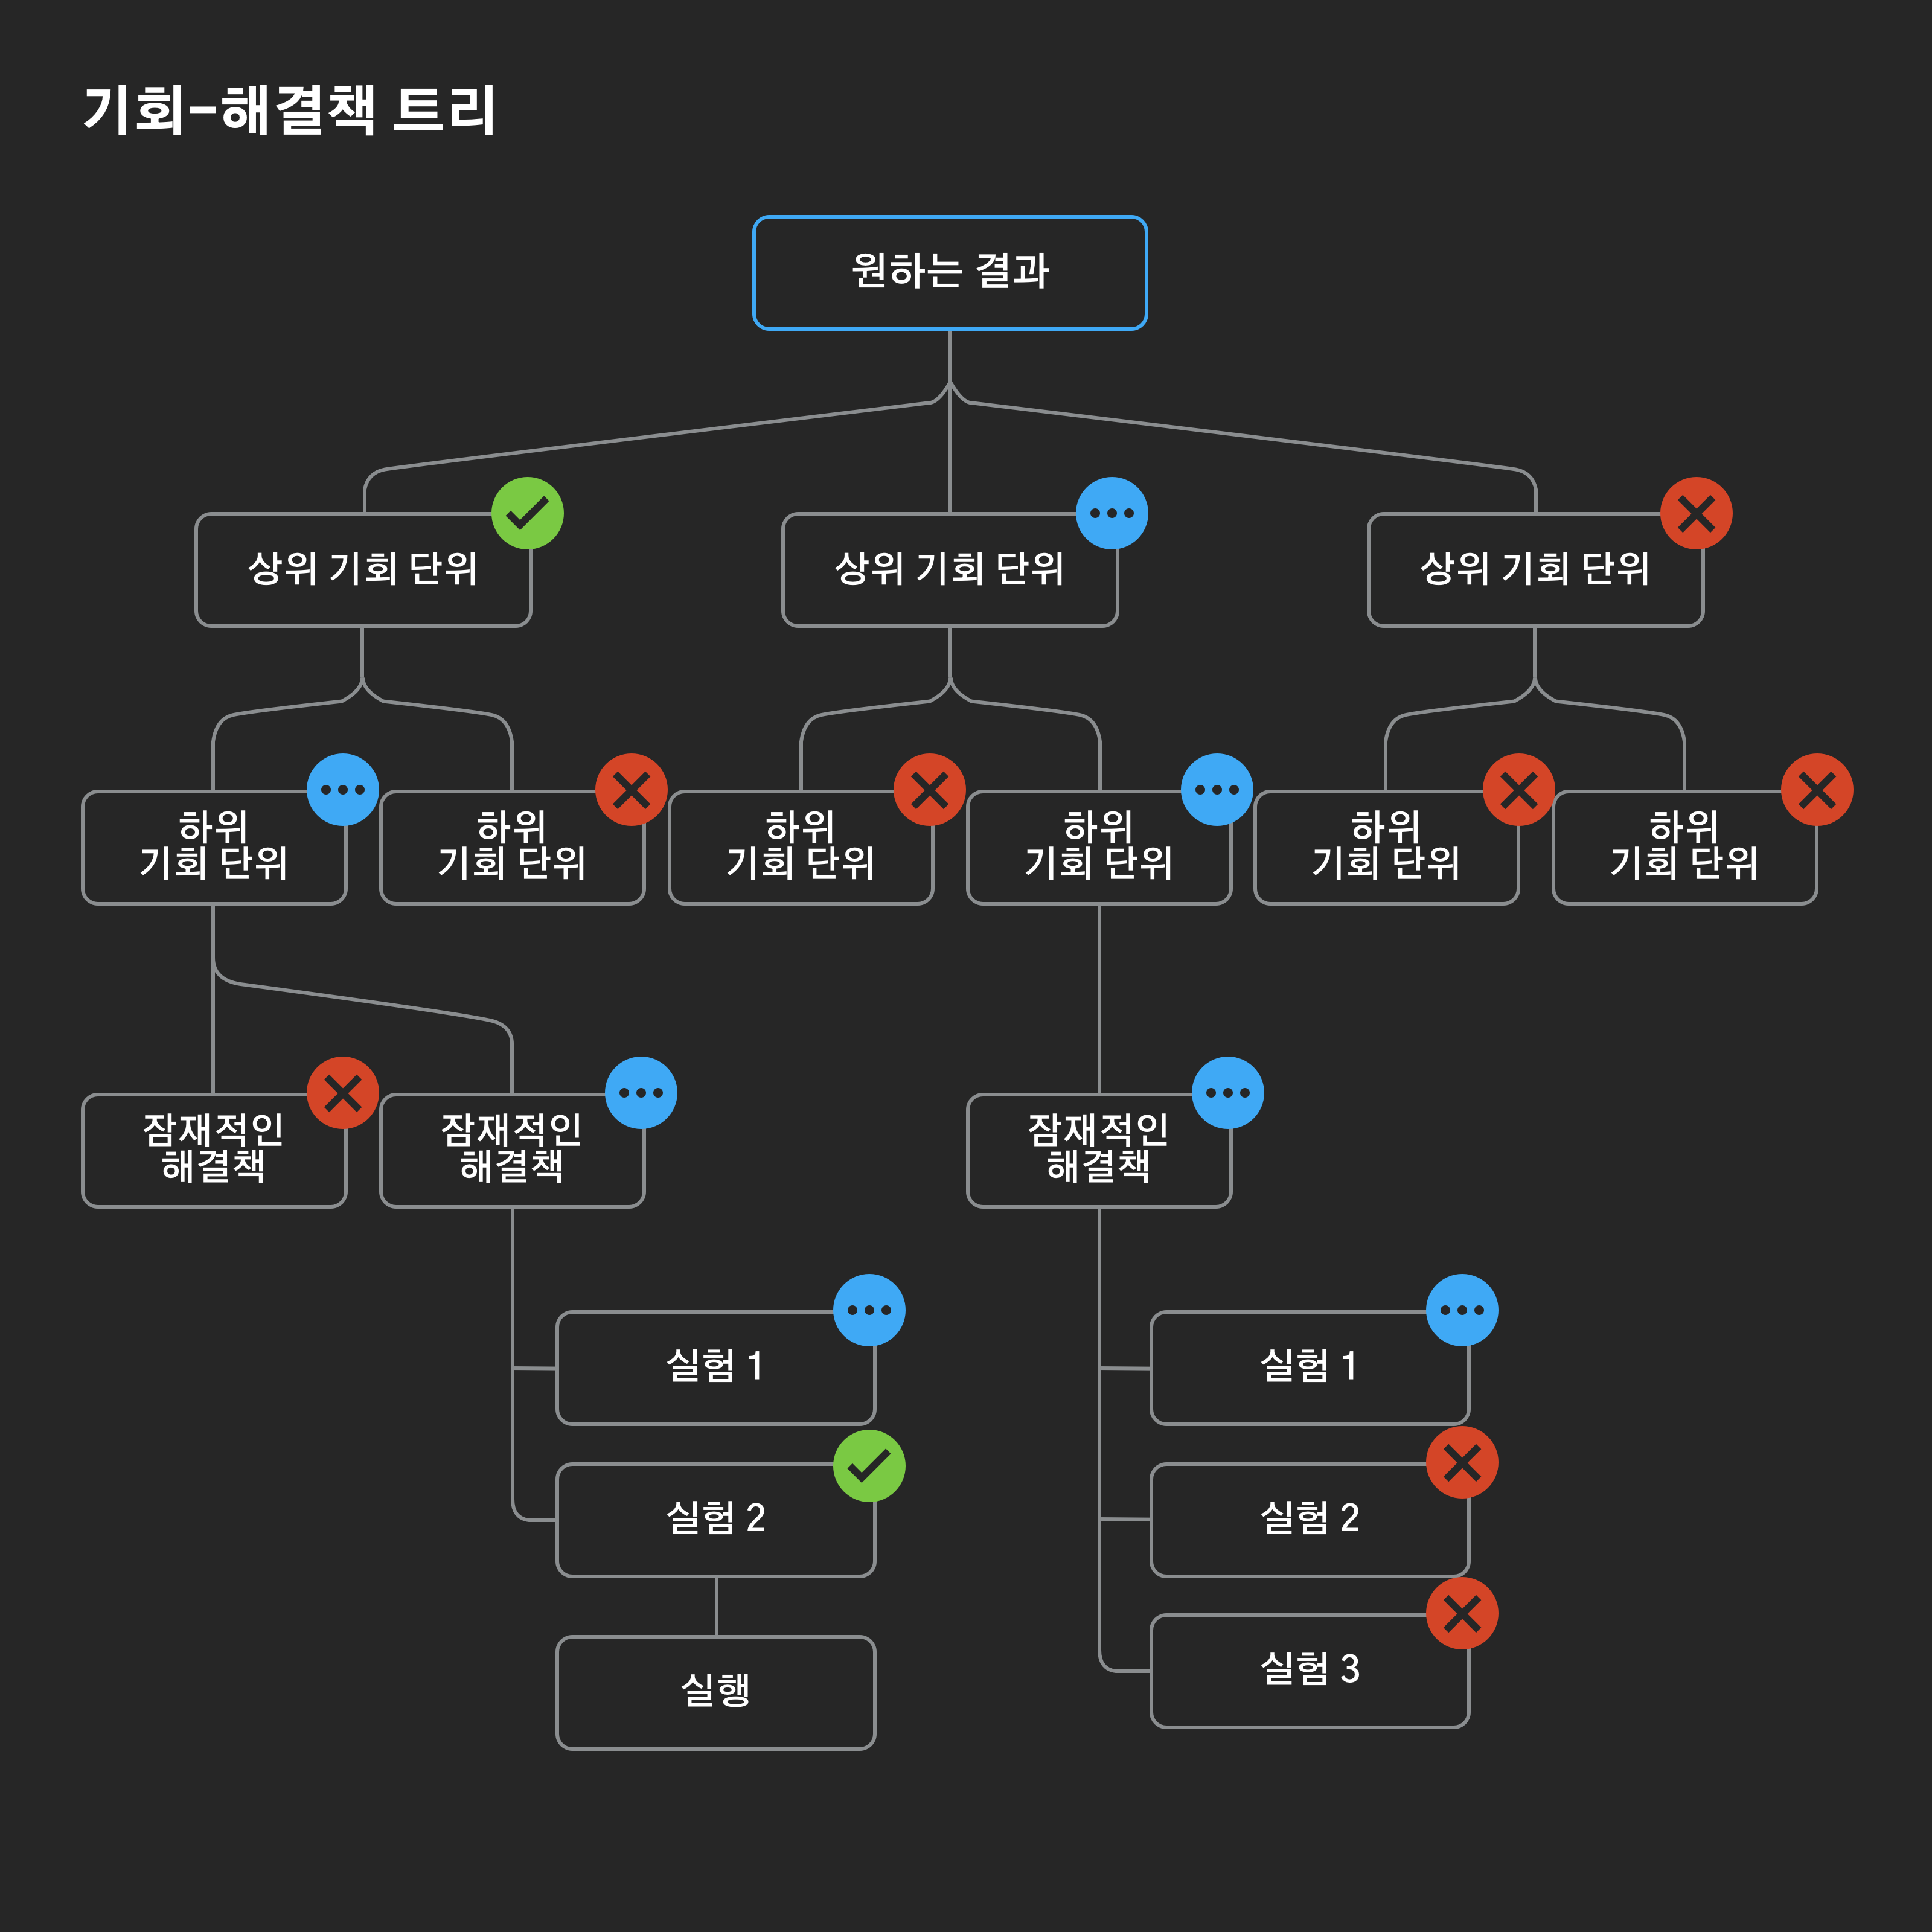 기회-해결책 트리
원하는 결과
상위 기회 단위
상위 기회 단위
상위 기회 단위
하위
기회 단위
하위
기회 단위
하위
기회 단위
하위
기회 단위
하위
기회 단위
하위
기회 단위
잠재적인
해결책
잠재적인
해결책
잠재적인
해결책
실험 1
실험 1
실험 2
실험 2
실험 3
실행